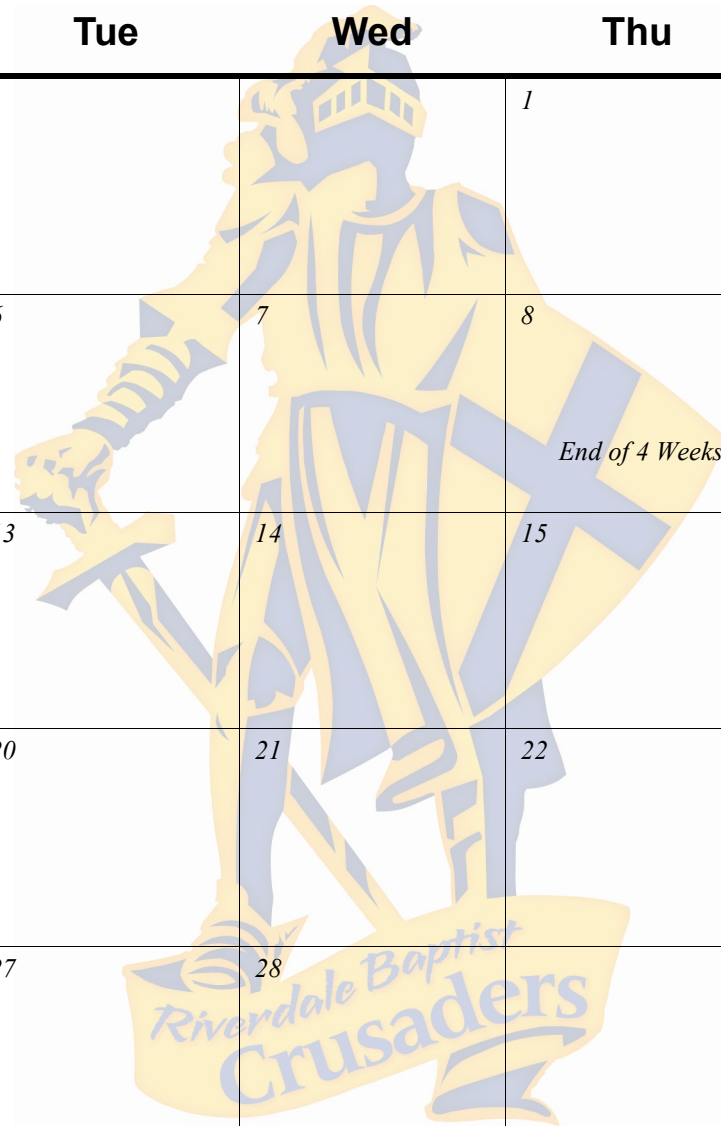 Tue Wed Thu
1
7 8
End of 4 Weeks
14 15
21 22
28
Riverdale Baptist
Crusaders